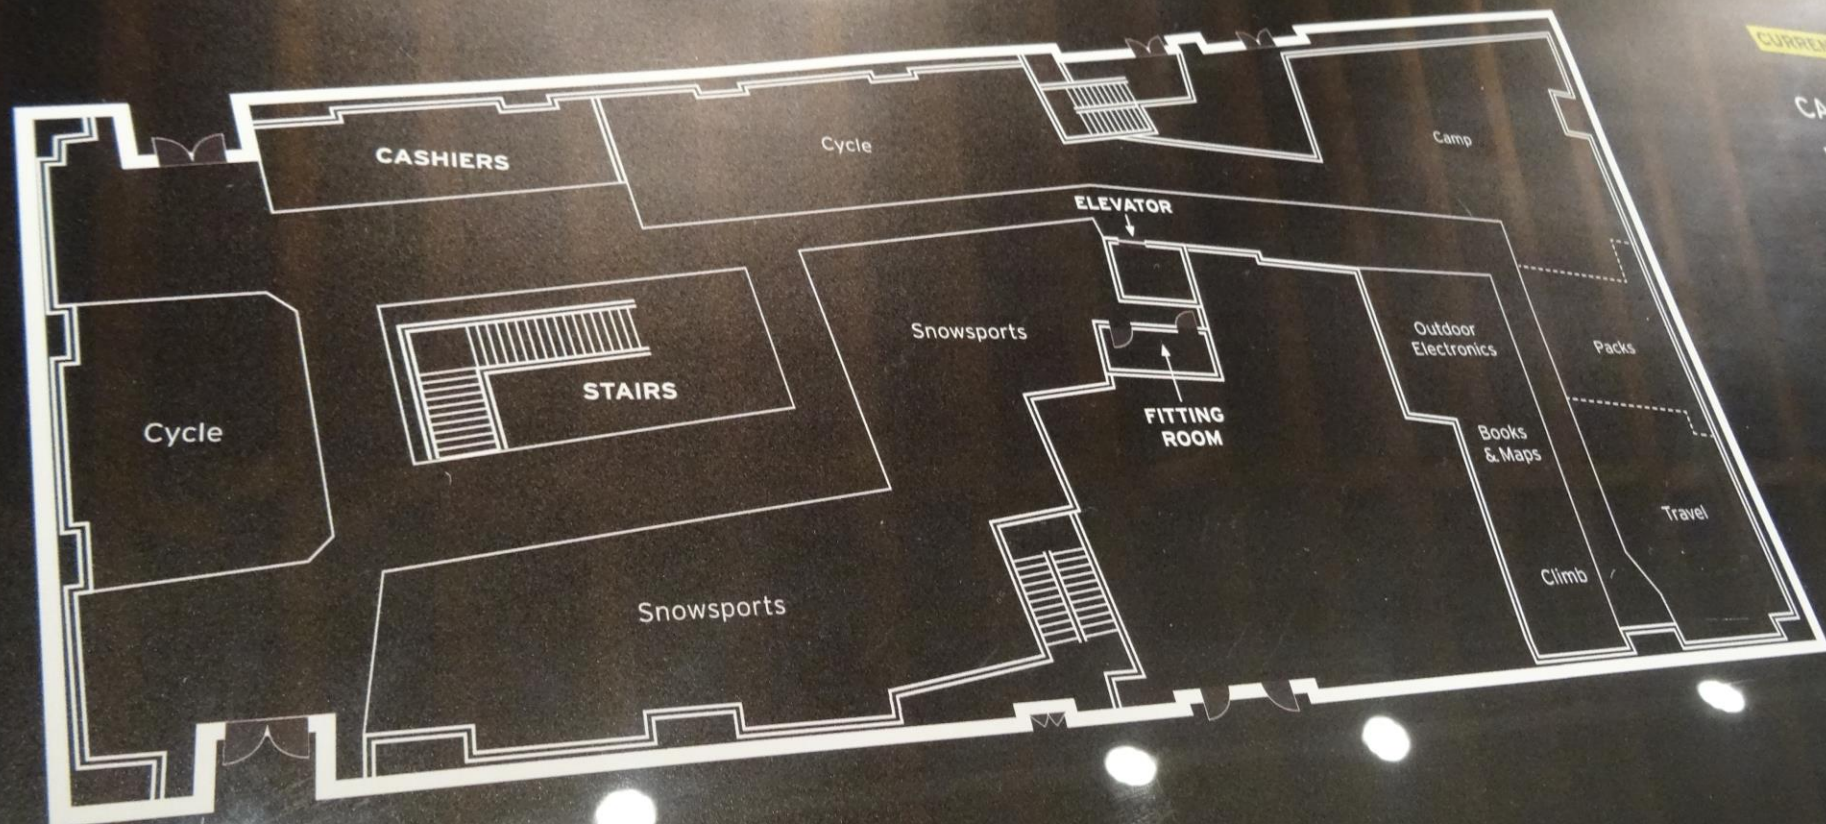 CASHIERS
Cycle
Camp
ELEVATOR
Snowsports
Outdoor
Electronics
Packs
STAIRS
Cycle
FITTING
ROOM
Books
& Maps
Travel
Climb
Snowsports